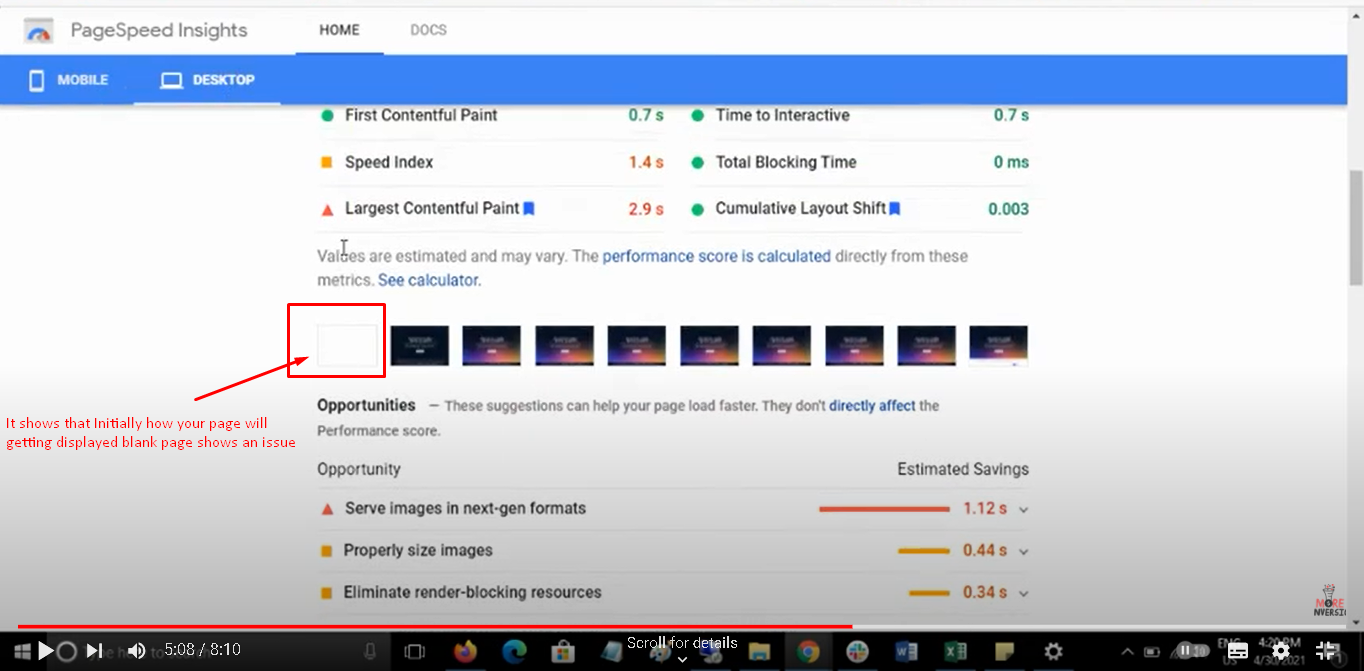 PageSpeed Insights
HOME
DOCS
MOBILE
DESKTOP
First Contentful Paint 0.7 s
Time to Interactive 0.7 s
Speed Index 1.4 s
Total Blocking Time 0 ms
Largest Contentful Paint 2.9 s
Cumulative Layout Shift 0.003
Values are estimated and may vary. The performance score is calculated directly from these
metrics. See calculator.
It shows that Initially how your page will
getting displayed blank page shows an issue
Opportunities — These suggestions can help your page load faster. They don't directly affect the
Performance score.
Opportunity Estimated Savings
Serve images in next-gen formats 1.12 s
Properly size images 0.44 s
Eliminate render-blocking resources 0.34 s
MORE
NVERSI
5:08 / 8:10
Scroll for details
ENG
US
4:20 PM
4/30/2021